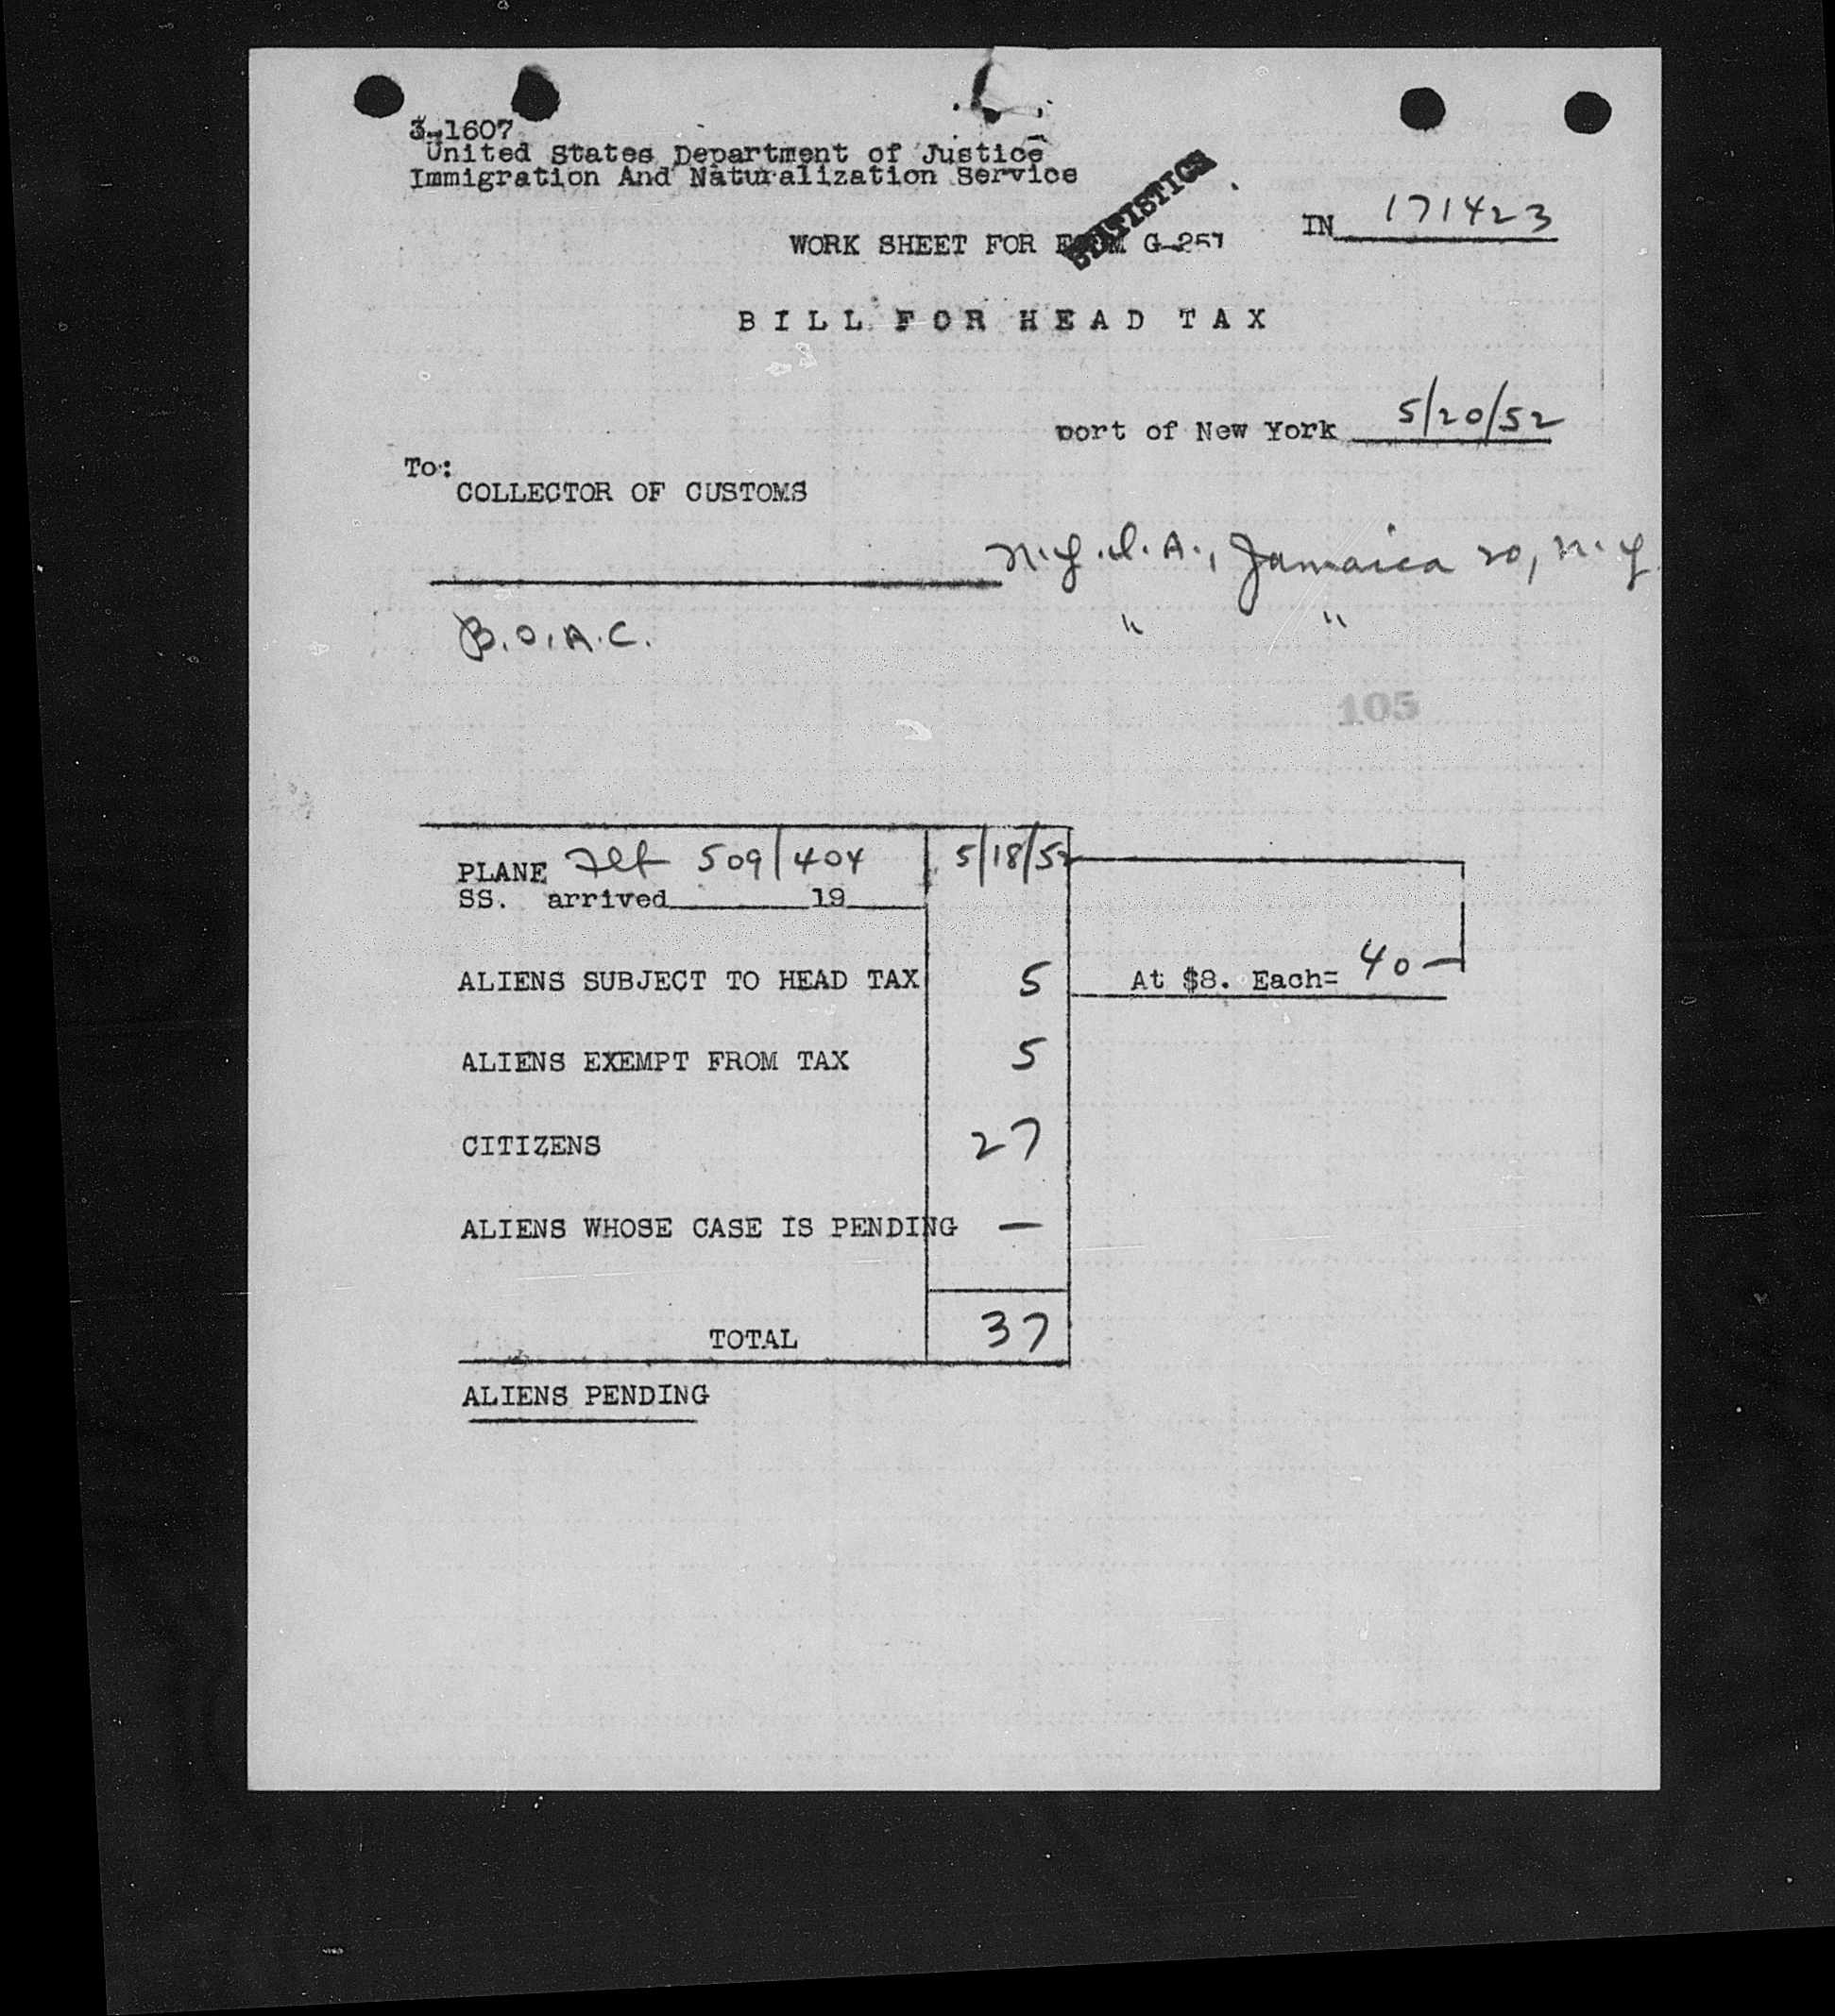 3-1607
United States Department of Justice
Immigration And Naturalization Service
STATISTICS
IN 171423
WORK SHEET FOR FORM G-257
BILL FOR HEAD TAX
port of New York 5/20/52
To:
COLLECTOR OF CUSTOMS
N.Y.I.A., Jamaica 20, N.Y.
B.O.A.C. " "
105
PLANE Flt 509/404 5/18/52
SS. arrived 19
ALIENS SUBJECT TO HEAD TAX 5 At $8. Each= 40—
ALIENS EXEMPT FROM TAX 5
CITIZENS 27
ALIENS WHOSE CASE IS PENDING —
TOTAL 37
ALIENS PENDING